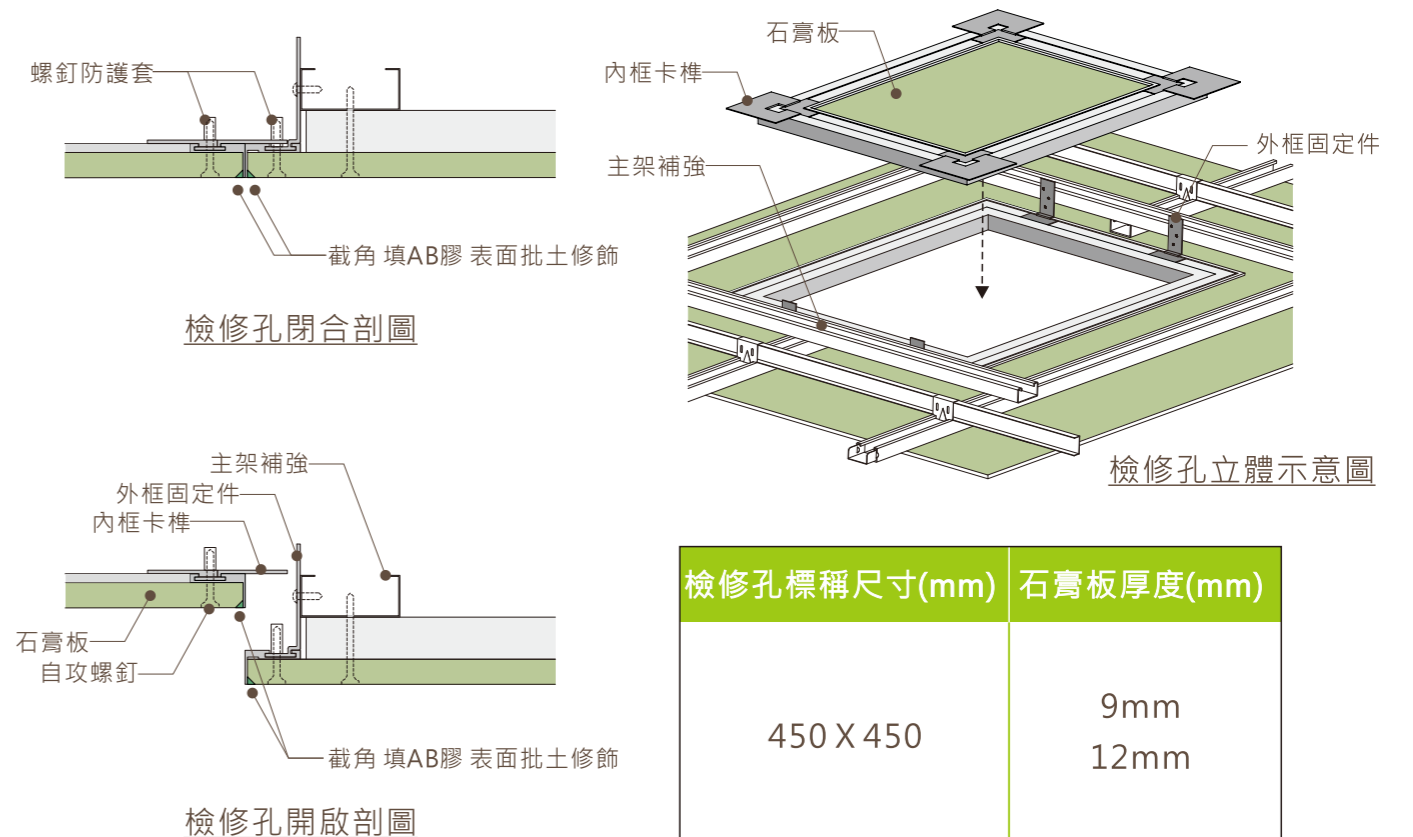 螺釘防護套
截角 填AB膠 表面批土修飾
檢修孔閉合剖圖
石膏板
內框卡榫
主架補強
外框固定件
檢修孔立體示意圖
主架補強
外框固定件
內框卡榫
石膏板
自攻螺釘
截角 填AB膠 表面批土修飾
檢修孔開啟剖圖
檢修孔標稱尺寸(mm) 石膏板厚度(mm)
450 X 450
9mm
12mm